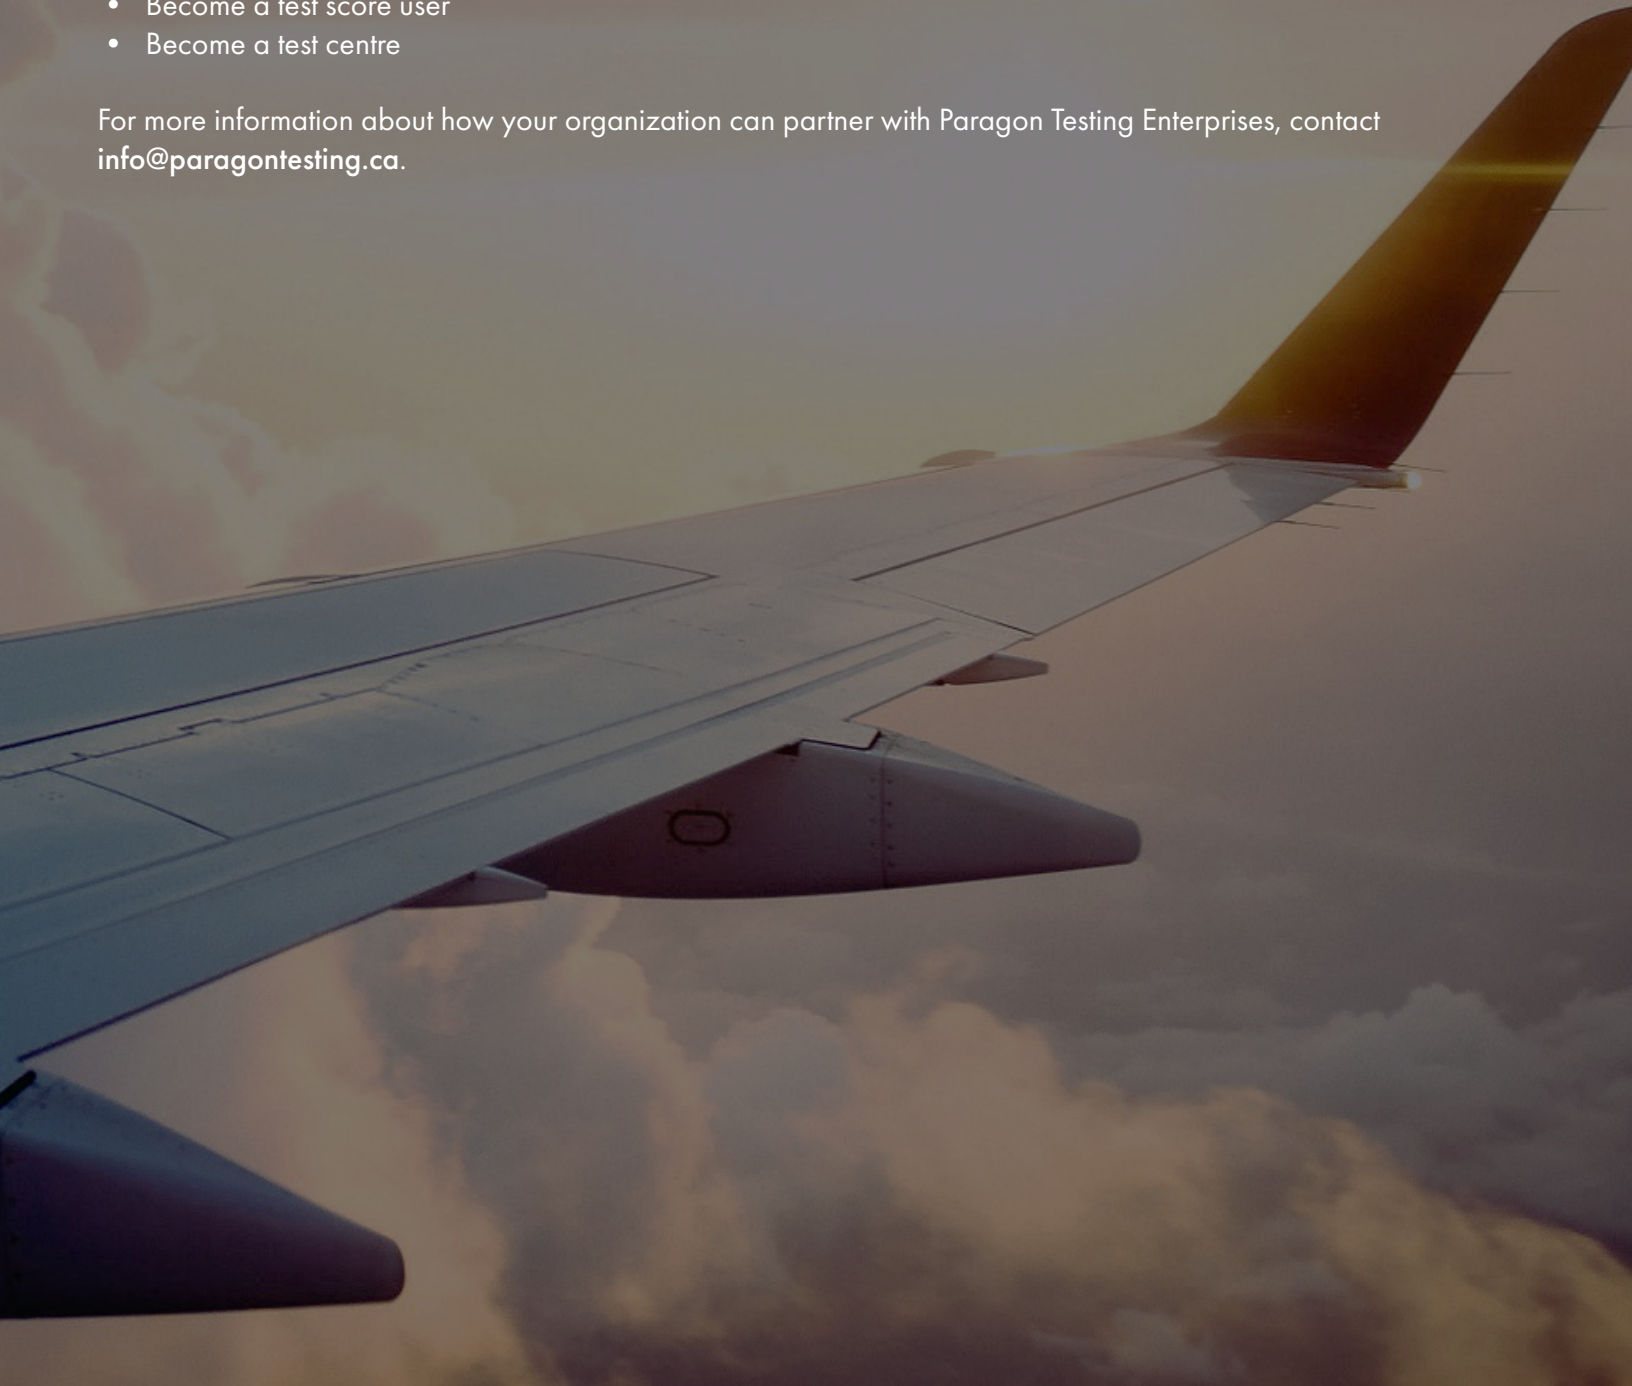 • Become a test score user
• Become a test centre
For more information about how your organization can partner with Paragon Testing Enterprises, contact
info@paragontesting.ca.